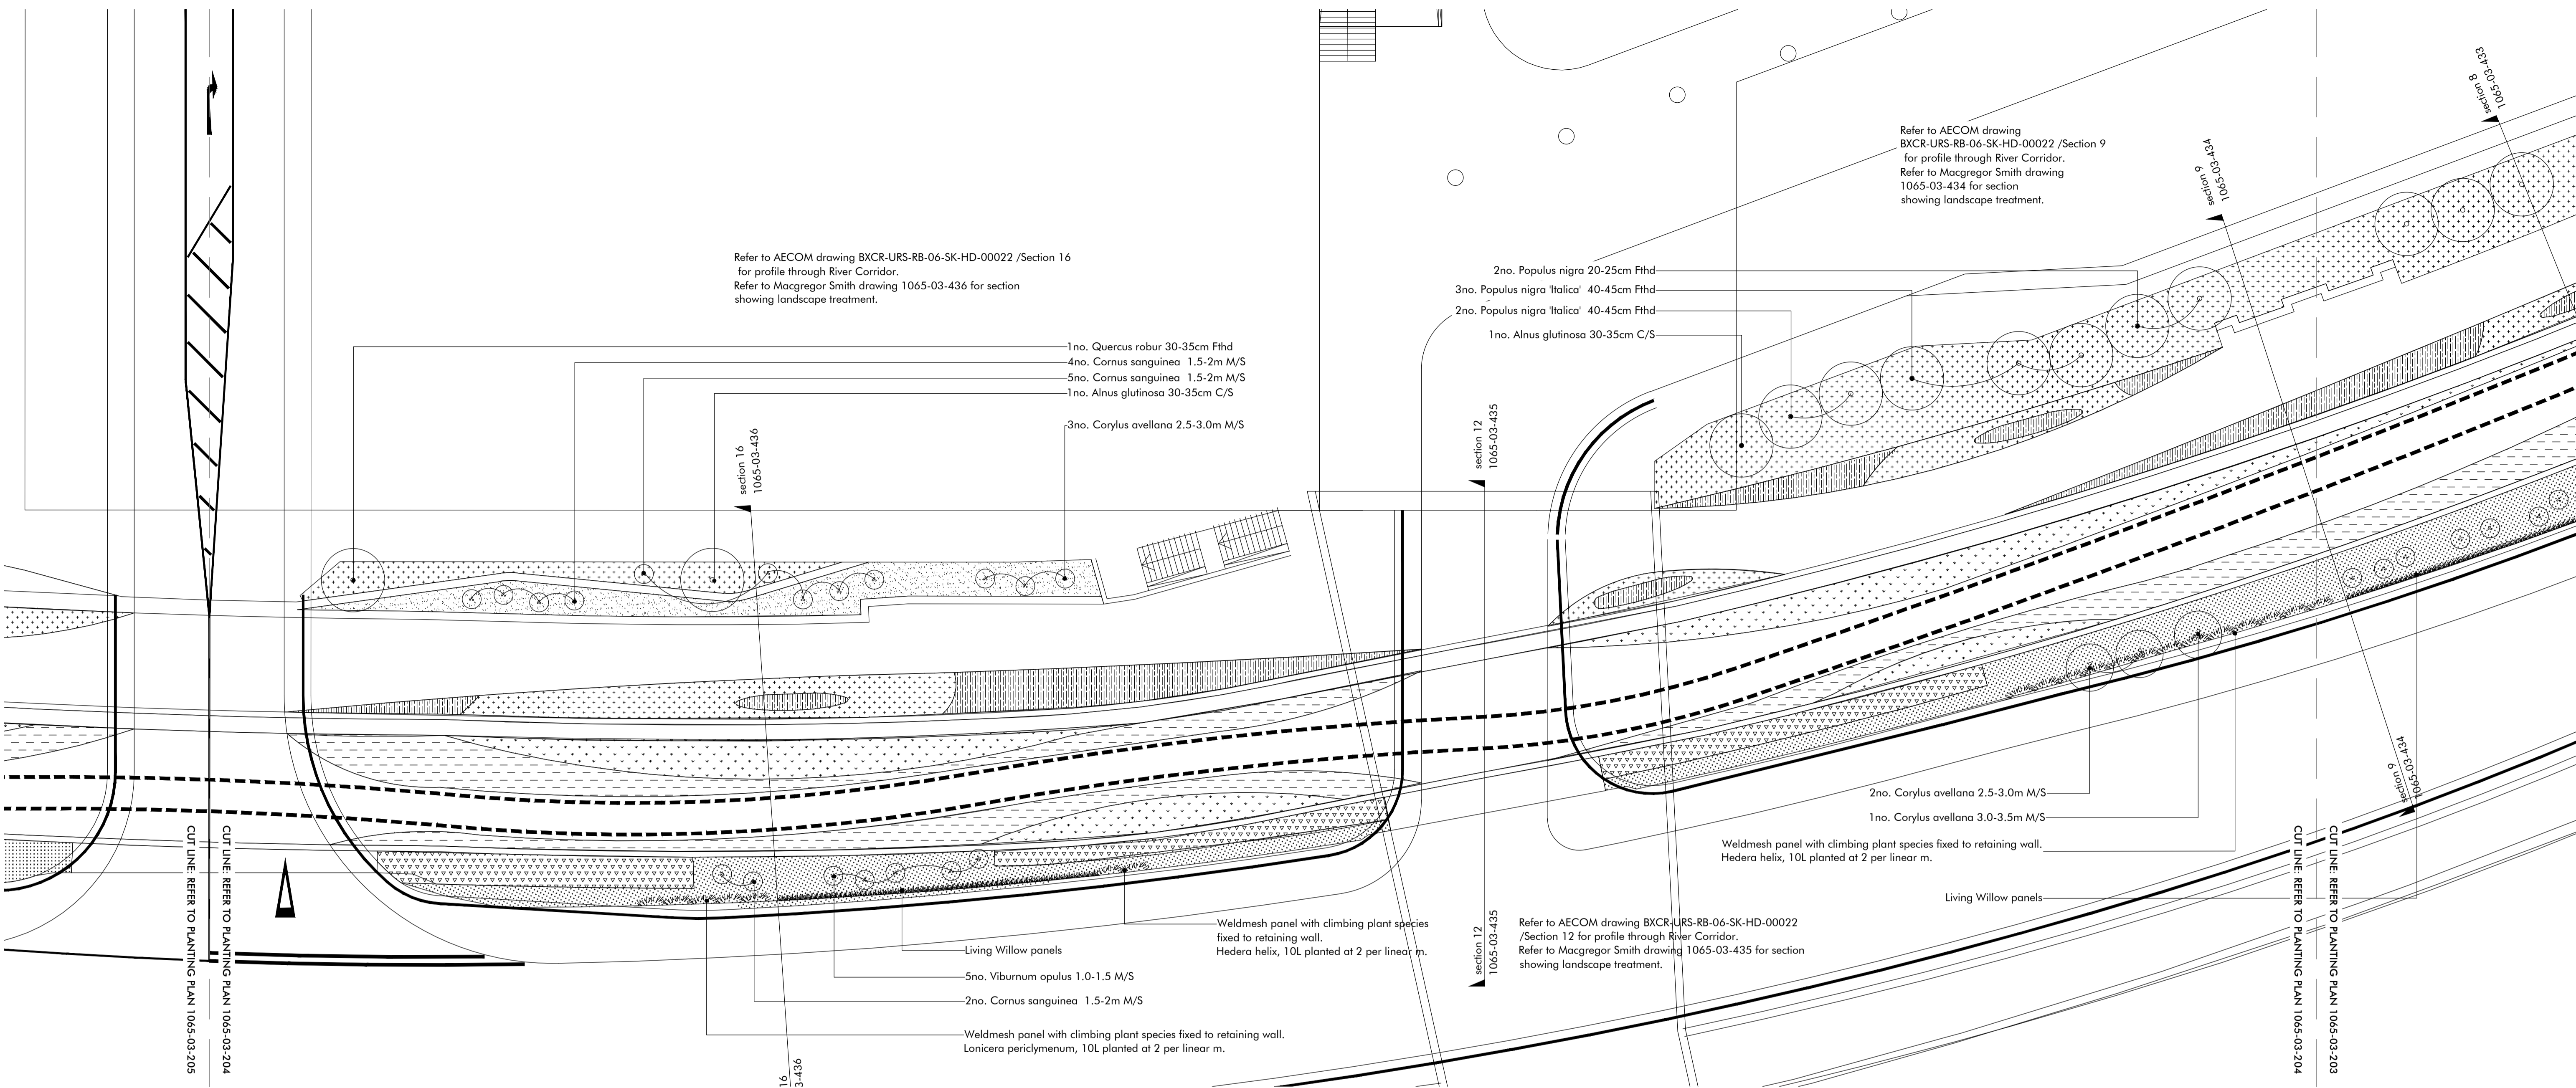 section 8
1065-03-433
Refer to AECOM drawing
BXCR-URS-RB-06-SK-HD-00022 /Section 9
for profile through River Corridor.
Refer to Macgregor Smith drawing
1065-03-434 for section
showing landscape treatment.
section 9
1065-03-434
Refer to AECOM drawing BXCR-URS-RB-06-SK-HD-00022 /Section 16
for profile through River Corridor.
Refer to Macgregor Smith drawing 1065-03-436 for section
showing landscape treatment.
2no. Populus nigra 20-25cm Fthd
3no. Populus nigra 'Italica' 40-45cm Fthd
2no. Populus nigra 'Italica' 40-45cm Fthd
1no. Alnus glutinosa 30-35cm C/S
1no. Quercus robur 30-35cm Fthd
4no. Cornus sanguinea 1.5-2m M/S
5no. Cornus sanguinea 1.5-2m M/S
1no. Alnus glutinosa 30-35cm C/S
3no. Corylus avellana 2.5-3.0m M/S
section 16
1065-03-436
section 12
1065-03-435
2no. Corylus avellana 2.5-3.0m M/S
1no. Corylus avellana 3.0-3.5m M/S
Weldmesh panel with climbing plant species fixed to retaining wall.
Hedera helix, 10L planted at 2 per linear m.
Living Willow panels
section 9
1065-03-434
CUT LINE: REFER TO PLANTING PLAN 1065-03-205
CUT LINE: REFER TO PLANTING PLAN 1065-03-204
CUT LINE: REFER TO PLANTING PLAN 1065-03-204
CUT LINE: REFER TO PLANTING PLAN 1065-03-203
Weldmesh panel with climbing plant species
fixed to retaining wall.
Hedera helix, 10L planted at 2 per linear m.
Living Willow panels
5no. Viburnum opulus 1.0-1.5 M/S
2no. Cornus sanguinea 1.5-2m M/S
Weldmesh panel with climbing plant species fixed to retaining wall.
Lonicera periclymenum, 10L planted at 2 per linear m.
section 12
1065-03-435
Refer to AECOM drawing BXCR-URS-RB-06-SK-HD-00022
/Section 12 for profile through River Corridor.
Refer to Macgregor Smith drawing 1065-03-435 for section
showing landscape treatment.
16
3-436